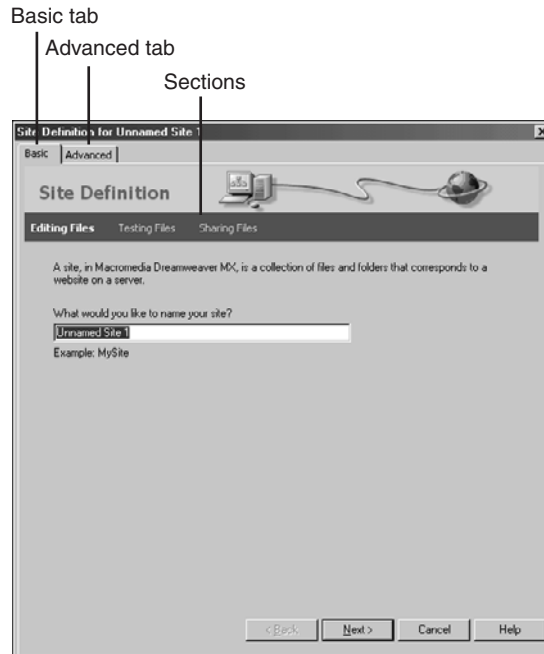 Basic tab
Advanced tab
Sections
Site Definition for Unnamed Site 1
Basic Advanced
Site Definition
Editing Files Testing Files Sharing Files
A site, in Macromedia Dreamweaver MX, is a collection of files and folders that corresponds to a
website on a server.
What would you like to name your site?
Unnamed Site 1
Example: MySite
< Back Next > Cancel Help